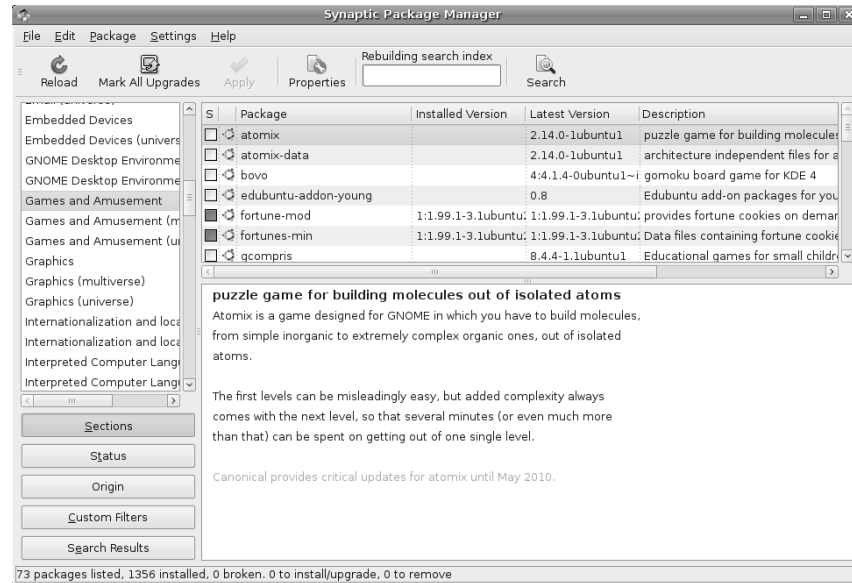 Synaptic Package Manager
File Edit Package Settings Help
Rebuilding search index
Reload Mark All Upgrades Apply Properties Search
Embedded Devices
Embedded Devices (univers
GNOME Desktop Environme
GNOME Desktop Environme
Games and Amusement
Games and Amusement (m
Games and Amusement (u
Graphics
Graphics (multiverse)
Graphics (universe)
Internationalization and loca
Internationalization and loca
Interpreted Computer Lang
Interpreted Computer Lang
Sections
Status
Origin
Custom Filters
Search Results
S Package Installed Version Latest Version Description
atomix 2.14.0-1ubuntu1 puzzle game for building molecules
atomix-data 2.14.0-1ubuntu1 architecture independent files for a
bovo 4:4.1.4-0ubuntu1~i gomoku board game for KDE 4
edubuntu-addon-young 0.8 Edubuntu add-on packages for you
fortune-mod 1:1.99.1-3.1ubuntu 1:1.99.1-3.1ubuntu provides fortune cookies on deman
fortunes-min 1:1.99.1-3.1ubuntu 1:1.99.1-3.1ubuntu Data files containing fortune cookie
gcompris 8.4.4-1.1ubuntu1 Educational games for small childr
puzzle game for building molecules out of isolated atoms
Atomix is a game designed for GNOME in which you have to build molecules,
from simple inorganic to extremely complex organic ones, out of isolated
atoms.
The first levels can be misleadingly easy, but added complexity always
comes with the next level, so that several minutes (or even much more
than that) can be spent on getting out of one single level.
Canonical provides critical updates for atomix until May 2010.
73 packages listed, 1356 installed, 0 broken. 0 to install/upgrade, 0 to remove